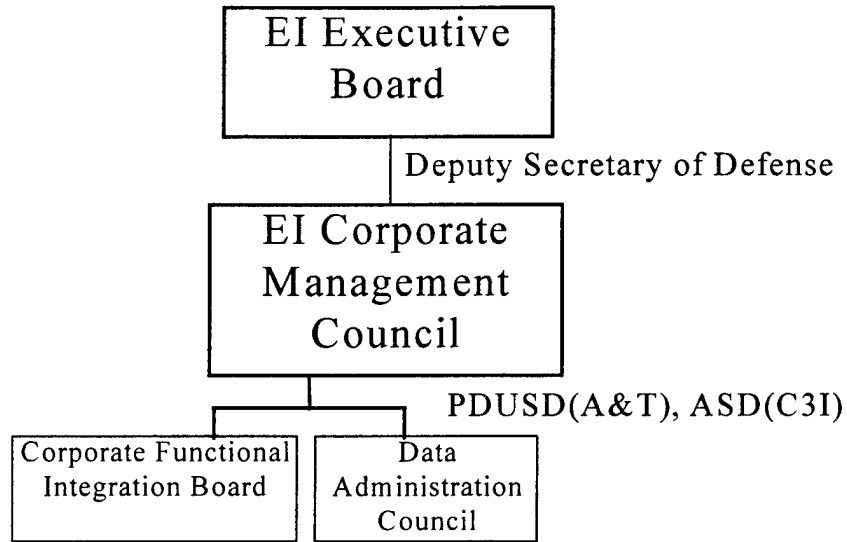 EI Executive
Board
Deputy Secretary of Defense
EI Corporate
Management
Council
PDUSD(A&T), ASD(C3I)
Corporate Functional
Integration Board
Data
Administration
Council